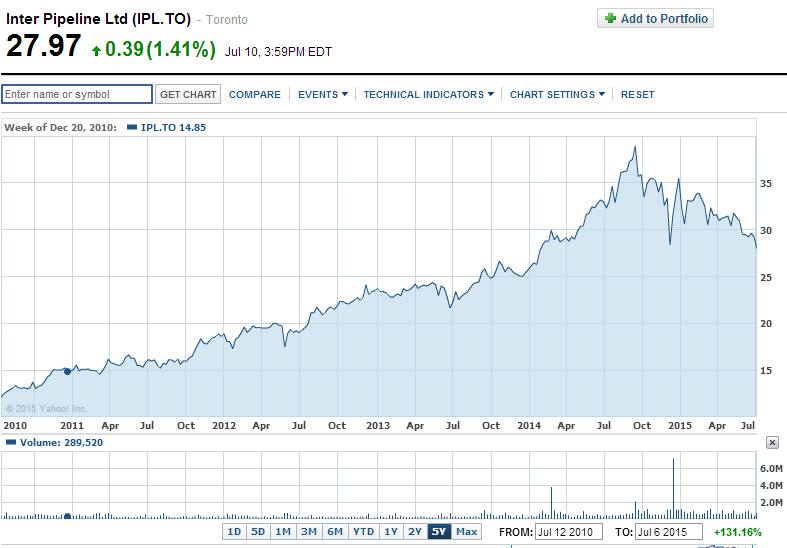 Inter Pipeline Ltd (IPL.TO) - Toronto
Add to Portfolio
27.97 0.39(1.41%) Jul 10, 3:59PM EDT
Enter name or symbol GET CHART COMPARE EVENTS TECHNICAL INDICATORS CHART SETTINGS RESET
Week of Dec 20, 2010: IPL.TO 14.85
35
30
25
20
15
© 2015 Yahoo! Inc.
2010 2011 Apr Jul Oct 2012 Apr Jul Oct 2013 Apr Jul Oct 2014 Apr Jul Oct 2015 Apr Jul
Volume: 289,520
6.0M
4.0M
2.0M
1D 5D 1M 3M 6M YTD 1Y 2Y 5Y Max FROM: Jul 12 2010 TO: Jul 6 2015 +131.16%